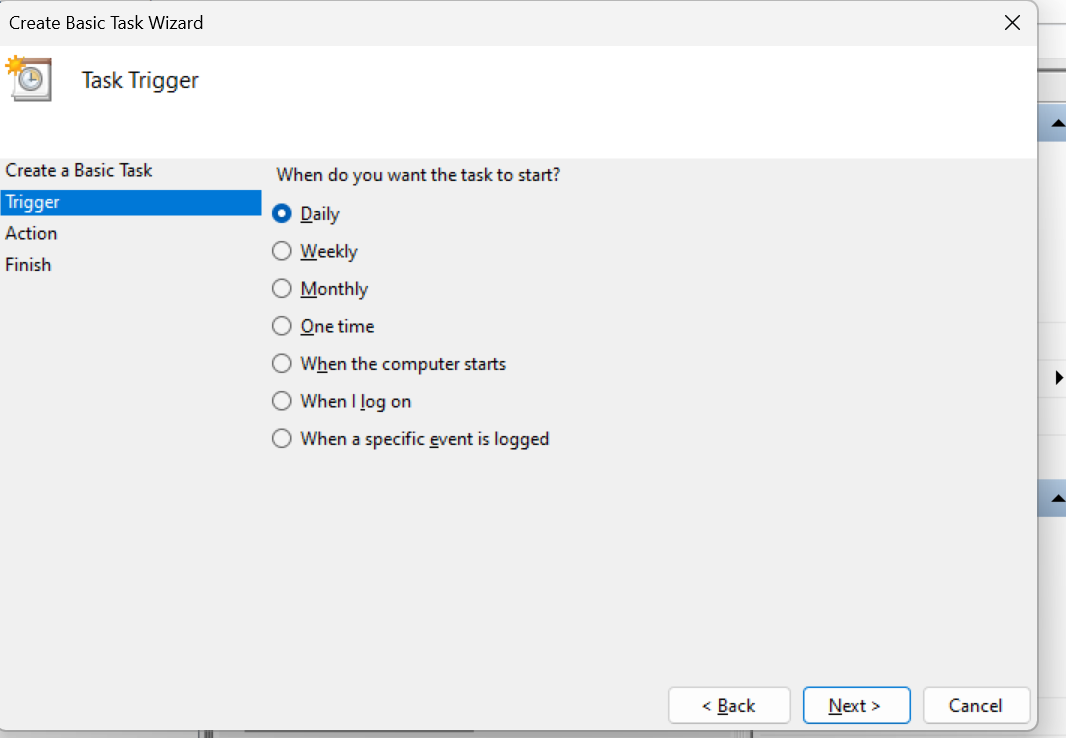 Create Basic Task Wizard
Task Trigger
Create a Basic Task
Trigger
Action
Finish
When do you want the task to start?
Daily
Weekly
Monthly
One time
When the computer starts
When I log on
When a specific event is logged
< Back
Next >
Cancel